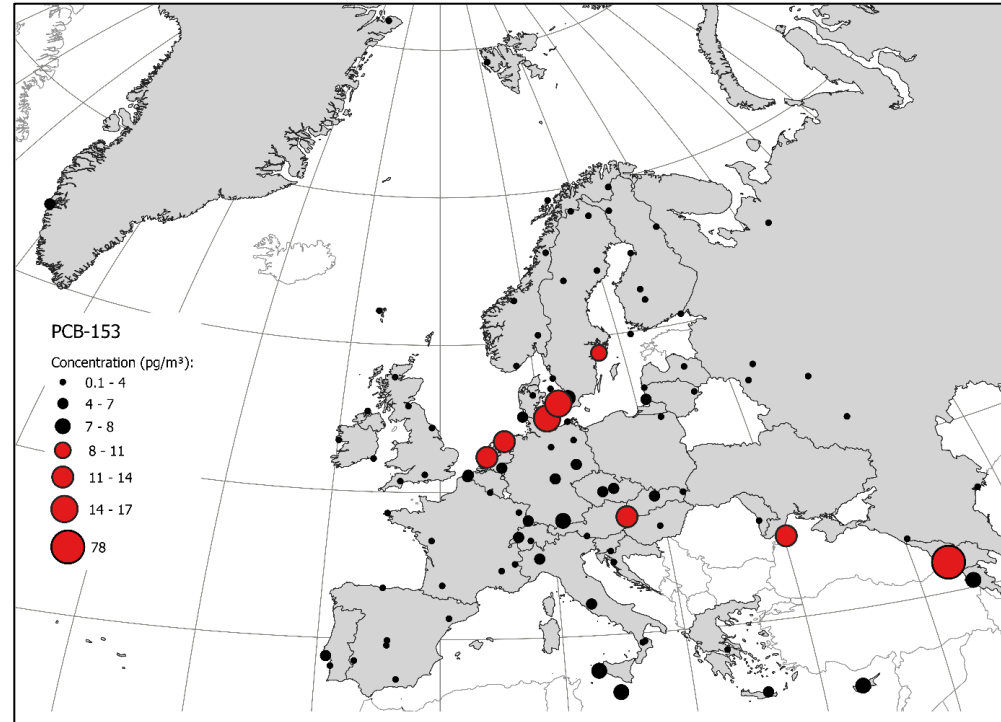 PCB-153
Concentration (pg/m³):
0.1 - 4
4 - 7
7 - 8
8 - 11
11 - 14
14 - 17
78